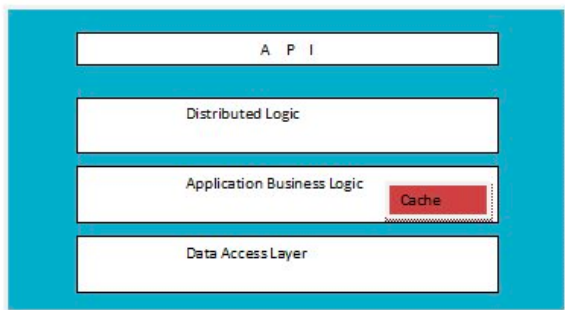 A P I
Distributed Logic
Application Business Logic
Cache
Data Access Layer